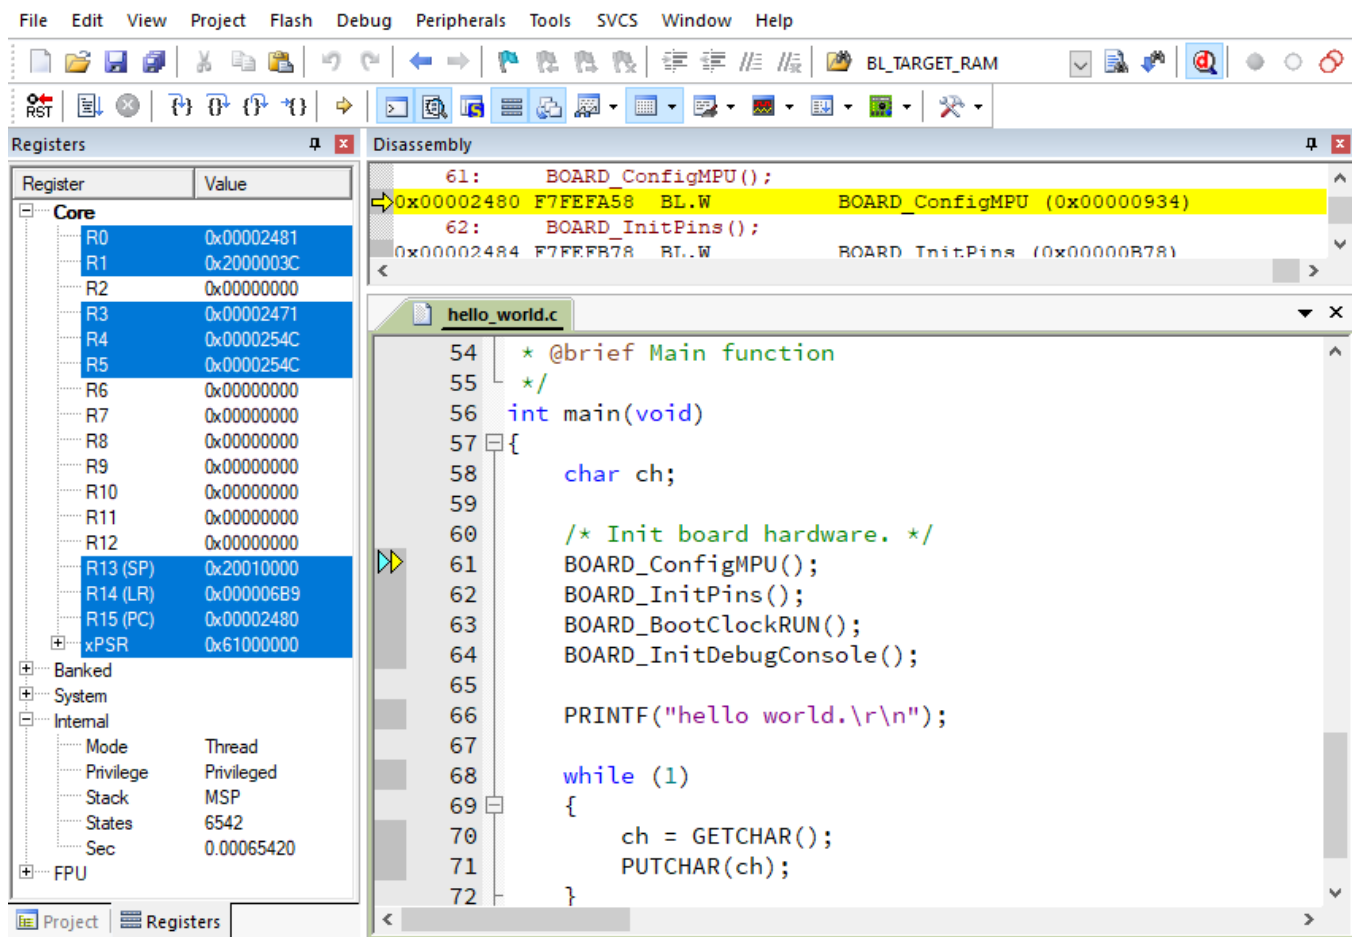 File Edit View Project Flash Debug Peripherals Tools SVCS Window Help
BL_TARGET_RAM
RST
Registers
Register Value
Core
R0 0x00002481
R1 0x2000003C
R2 0x00000000
R3 0x00002471
R4 0x0000254C
R5 0x0000254C
R6 0x00000000
R7 0x00000000
R8 0x00000000
R9 0x00000000
R10 0x00000000
R11 0x00000000
R12 0x00000000
R13 (SP) 0x20010000
R14 (LR) 0x000006B9
R15 (PC) 0x00002480
xPSR 0x61000000
Banked
System
Internal
Mode Thread
Privilege Privileged
Stack MSP
States 6542
Sec 0.00065420
FPU
Project Registers
Disassembly
61: BOARD_ConfigMPU();
0x00002480 F7FEFA58 BL.W BOARD_ConfigMPU (0x00000934)
62: BOARD_InitPins();
0x00002484 F7FEFB78 BL.W BOARD_InitPins (0x00000B78)
hello_world.c
54 * @brief Main function
55 */
56 int main(void)
57 {
58 char ch;
59
60 /* Init board hardware. */
61 BOARD_ConfigMPU();
62 BOARD_InitPins();
63 BOARD_BootClockRUN();
64 BOARD_InitDebugConsole();
65
66 PRINTF("hello world.\r\n");
67
68 while (1)
69 {
70 ch = GETCHAR();
71 PUTCHAR(ch);
72 }